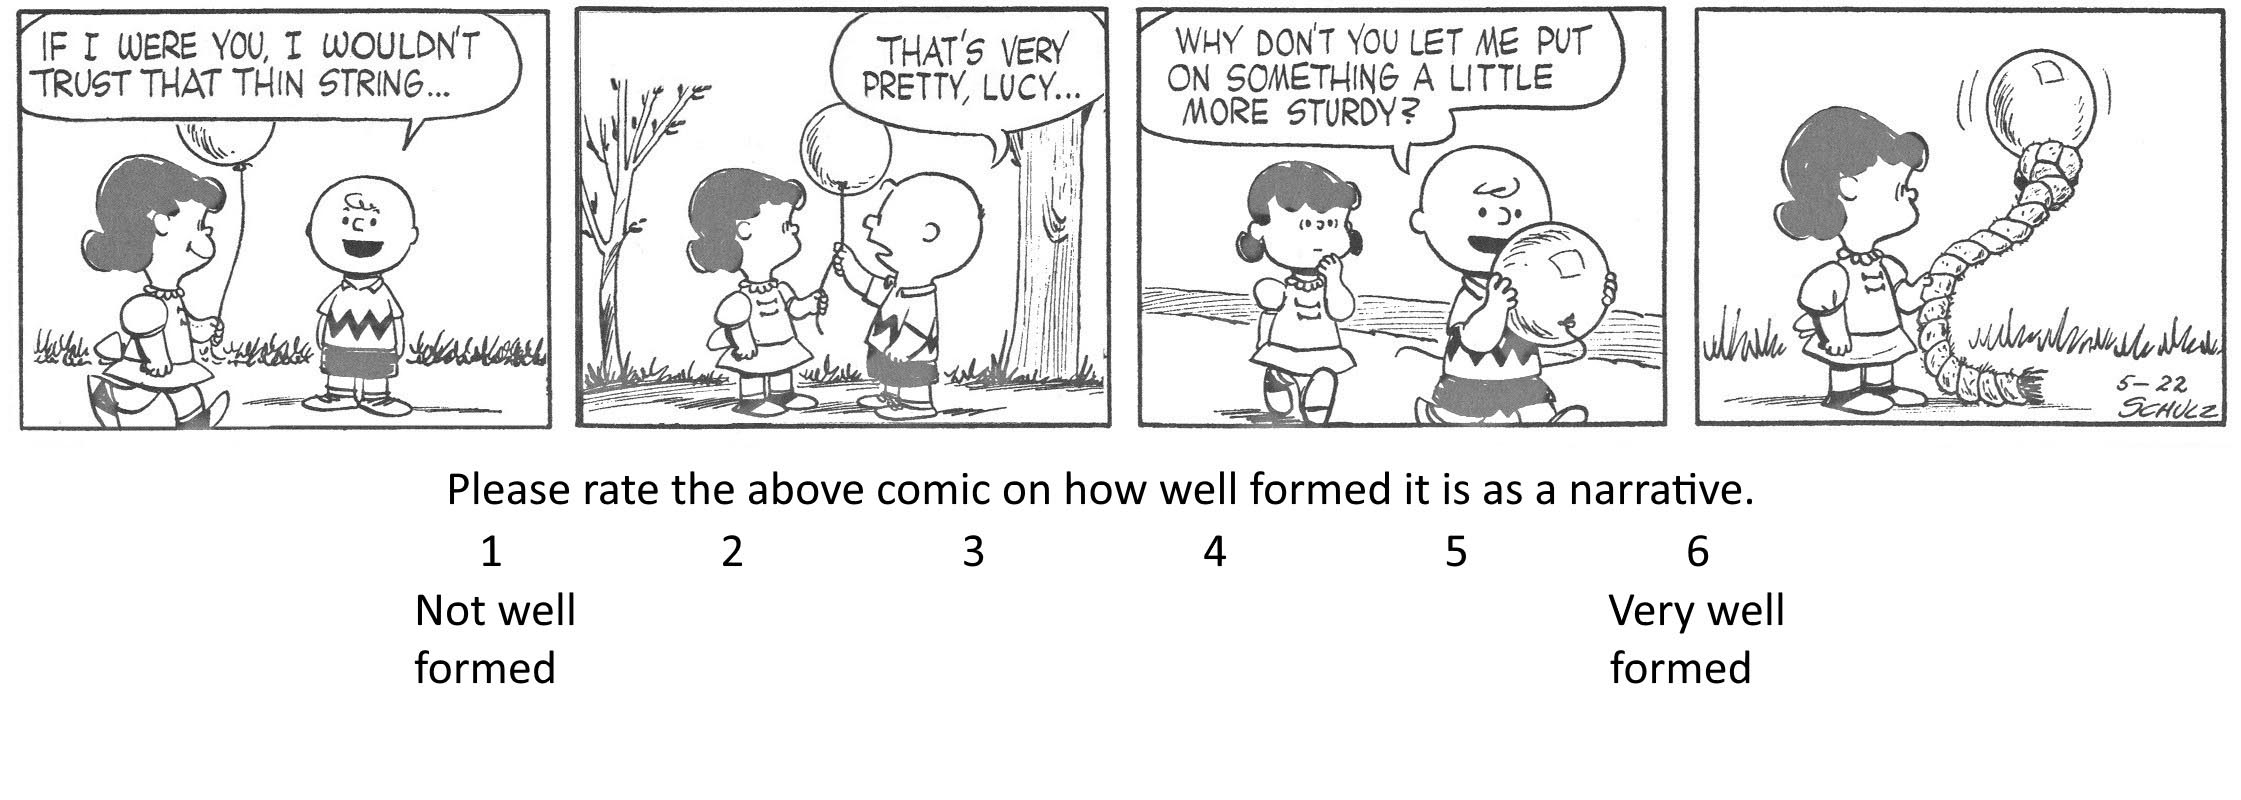 IF I WERE YOU, I WOULDN'T
TRUST THAT THIN STRING...
THAT'S VERY
PRETTY, LUCY...
WHY DON'T YOU LET ME PUT
ON SOMETHING A LITTLE
MORE STURDY?
5-22
SCHULZ
Please rate the above comic on how well formed it is as a narrative.
1 2 3 4 5 6
Not well Very well
formed formed